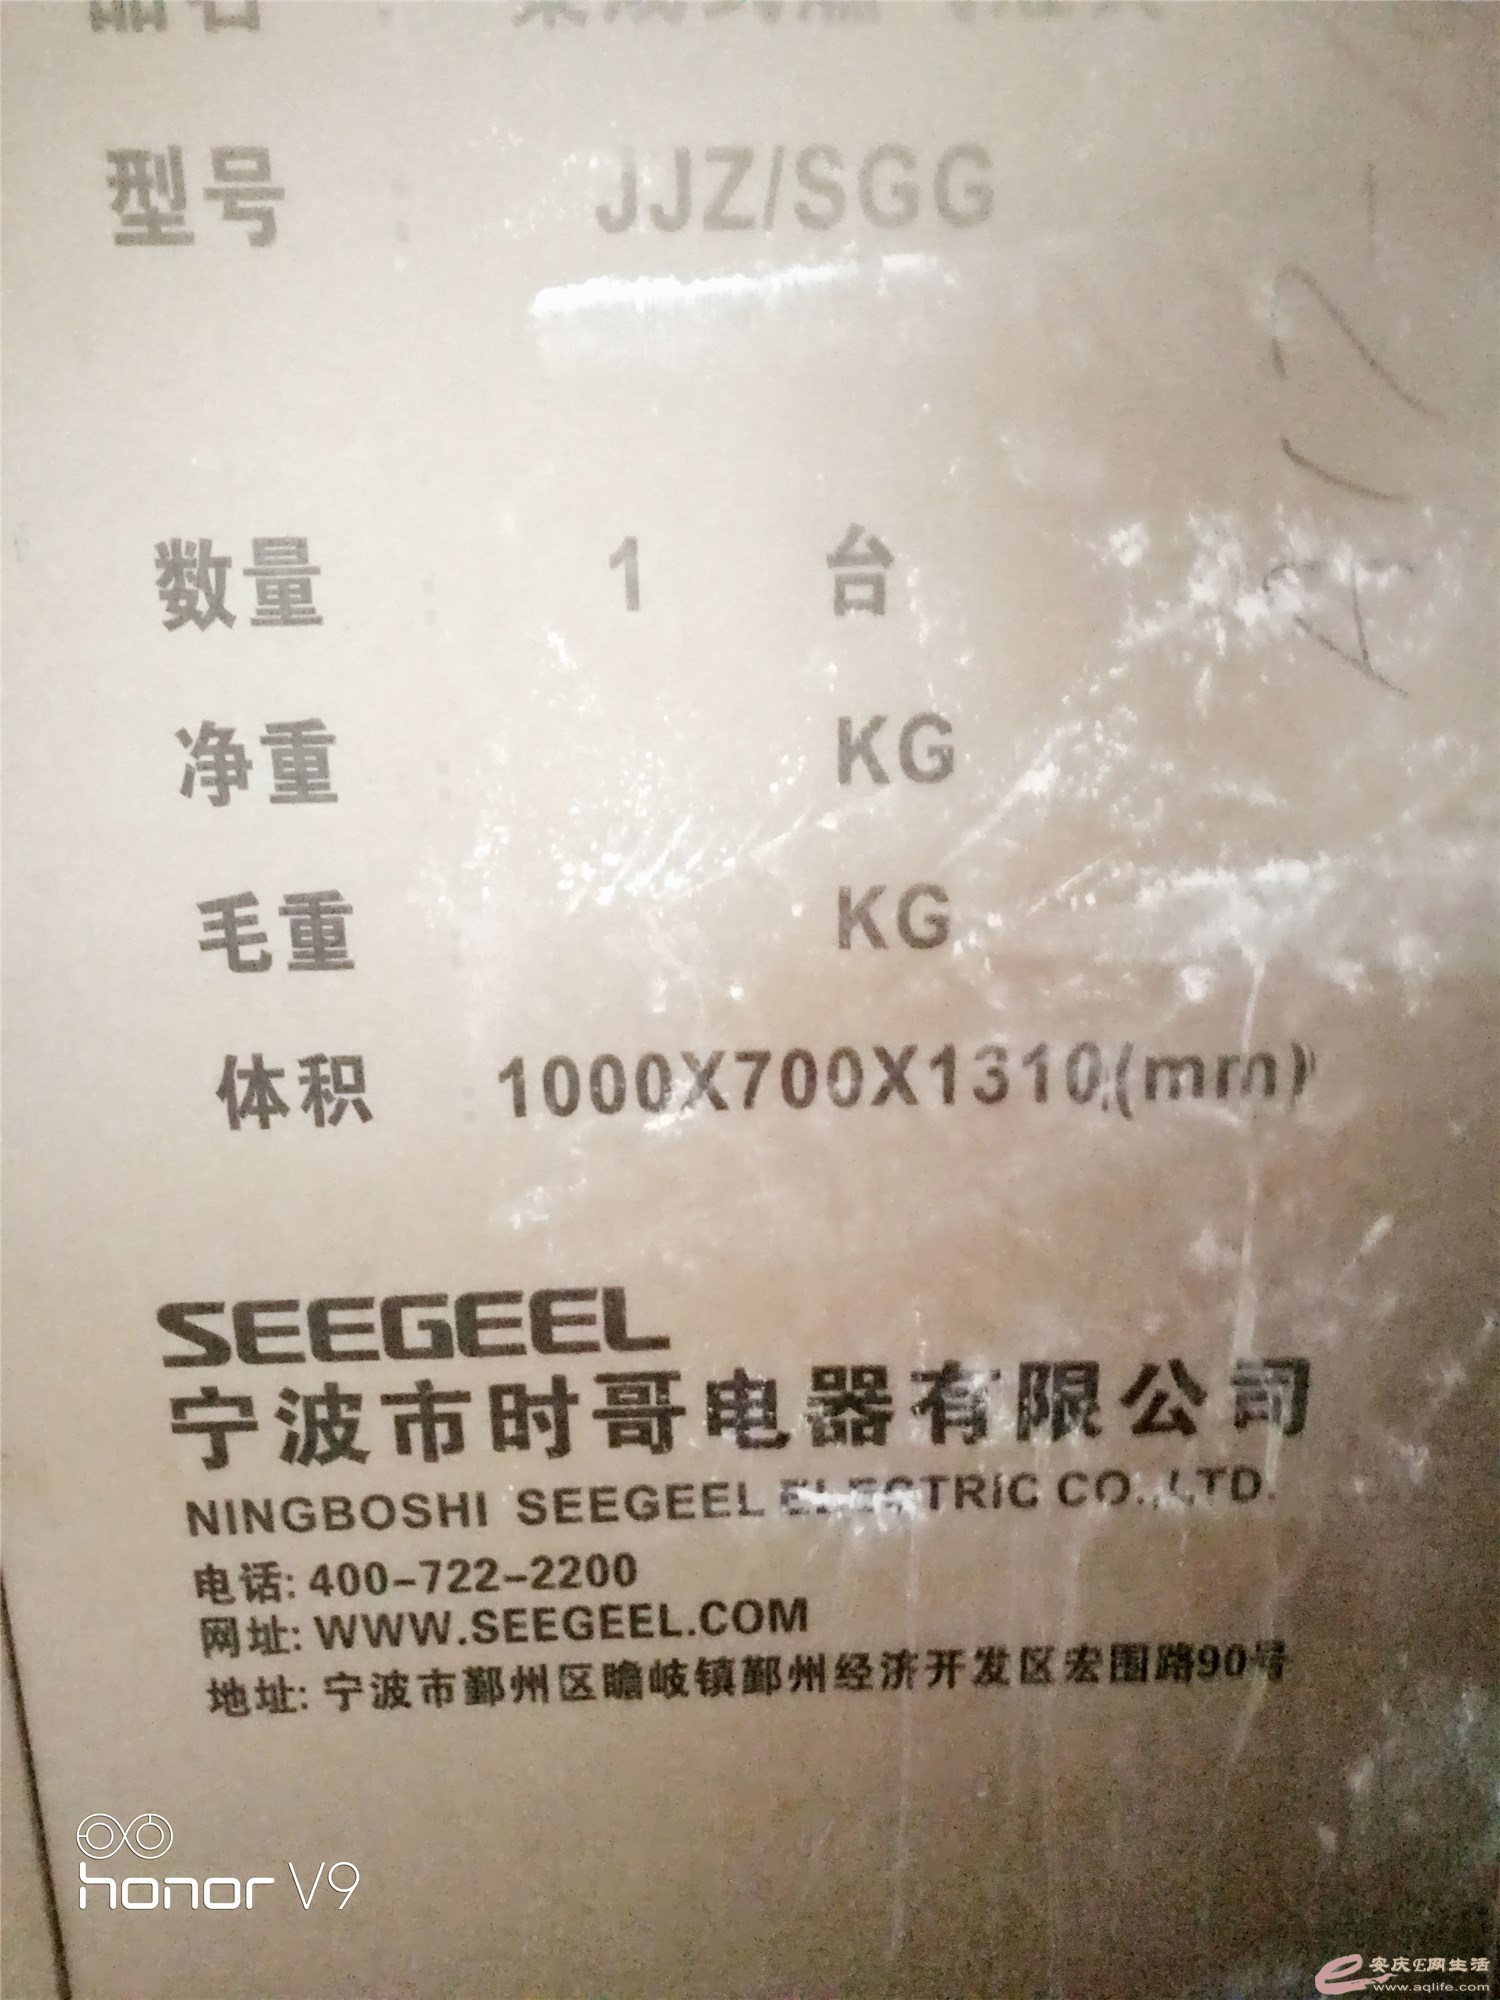 品名 :
型号 : JJZ/SGG
数量 : 1 台
净重 : KG
毛重 : KG
体积 : 1000X700X1310(mm)
SEEGEEL
宁波市时哥电器有限公司
NINGBOSHI SEEGEEL ELECTRIC CO.,LTD.
电话: 400-722-2200
网址: WWW.SEEGEEL.COM
地址: 宁波市鄞州区瞻岐镇鄞州经济开发区宏围路90号
honor V9
安庆E网生活
www.aqlife.com